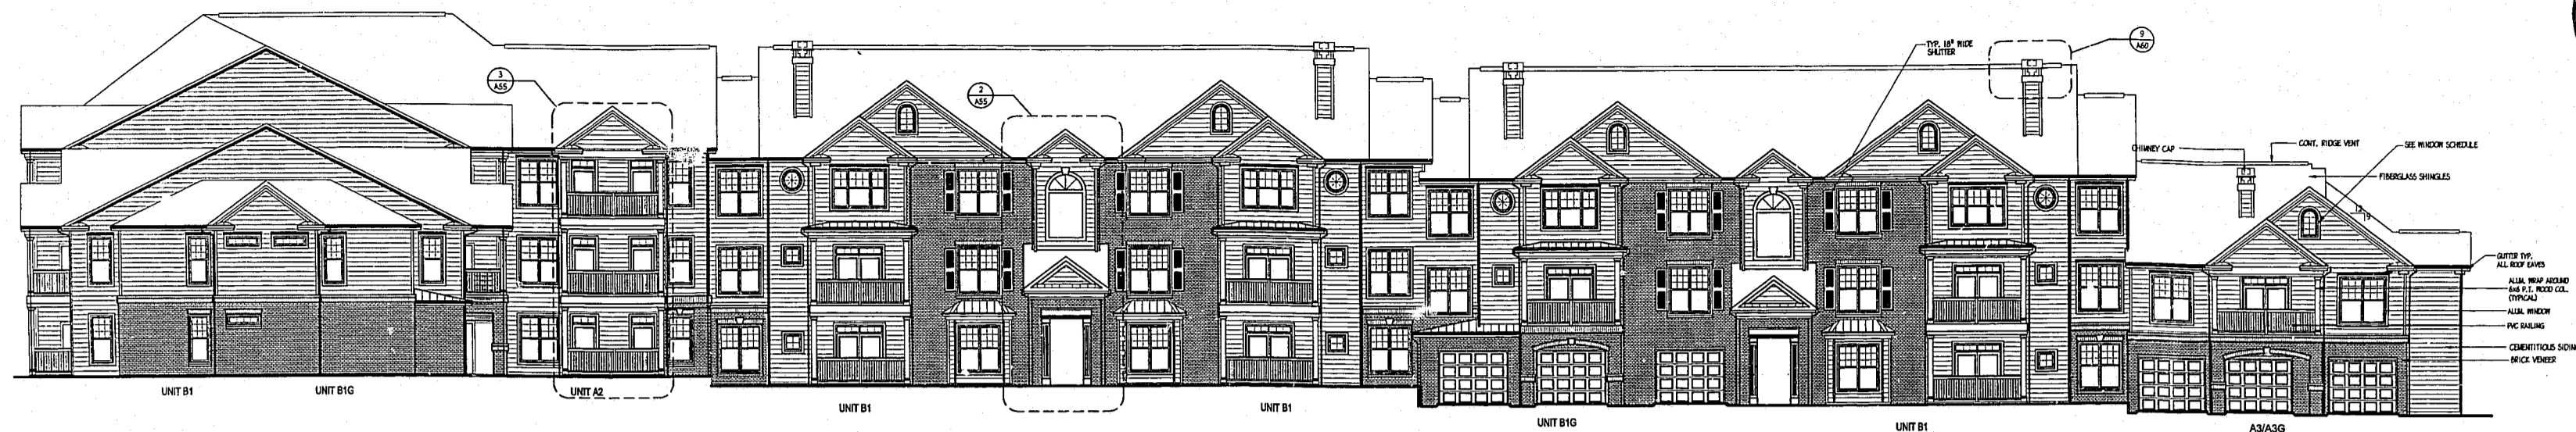 3
A55
2
A55
TYP. 18" WIDE
SHUTTER
9
A60
CHIMNEY CAP
CONT. RIDGE VENT
SEE WINDOW SCHEDULE
FIBERGLASS SHINGLES
12
9
GUTTER TYP.
ALL ROOF EAVES
ALUM. WRAP AROUND
6x6 P.T. WOOD COL.
(TYPICAL)
ALUM. WINDOW
PVC RAILING
CEMENTITIOUS SIDING
BRICK VENEER
UNIT B1
UNIT B1G
UNIT A2
UNIT B1
UNIT B1
UNIT B1G
UNIT B1
A3/A3G